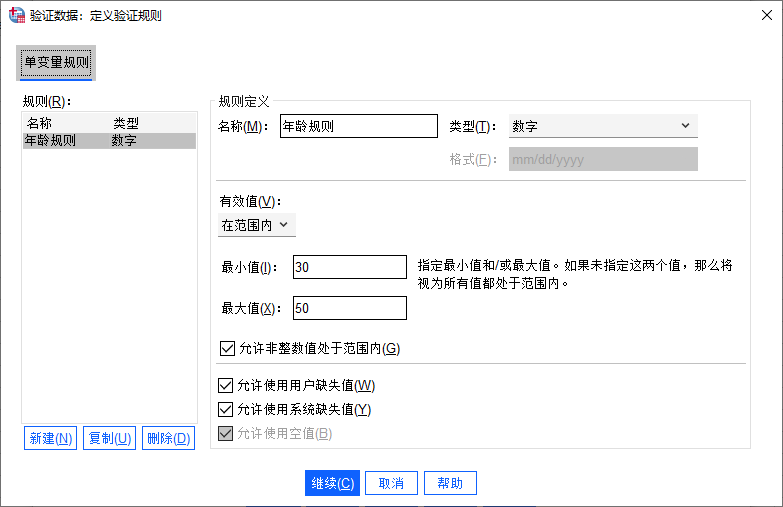 验证数据：定义验证规则
单变量规则
规则(R)：
名称 类型
年龄规则 数字
新建(N) 复制(U) 删除(D)
规则定义
名称(M)： 年龄规则 类型(T)： 数字
格式(F)： mm/dd/yyyy
有效值(V)：
在范围内
最小值(I)： 30
最大值(X)： 50
指定最小值和/或最大值。如果未指定这两个值，那么将
视为所有值都处于范围内。
允许非整数值处于范围内(G)
允许使用用户缺失值(W)
允许使用系统缺失值(Y)
允许使用空值(B)
继续(C) 取消 帮助